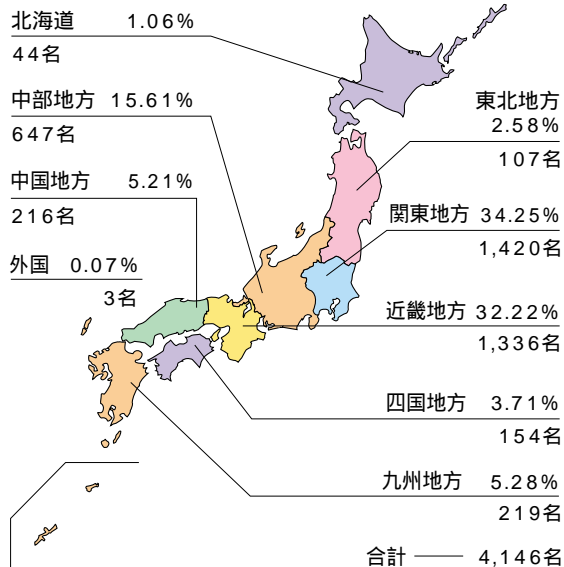 北海道 1.06%
44名
中部地方 15.61%
647名
中国地方 5.21%
216名
外国 0.07%
3名
東北地方
2.58%
107名
関東地方 34.25%
1,420名
近畿地方 32.22%
1,336名
四国地方 3.71%
154名
九州地方 5.28%
219名
合計 4,146名